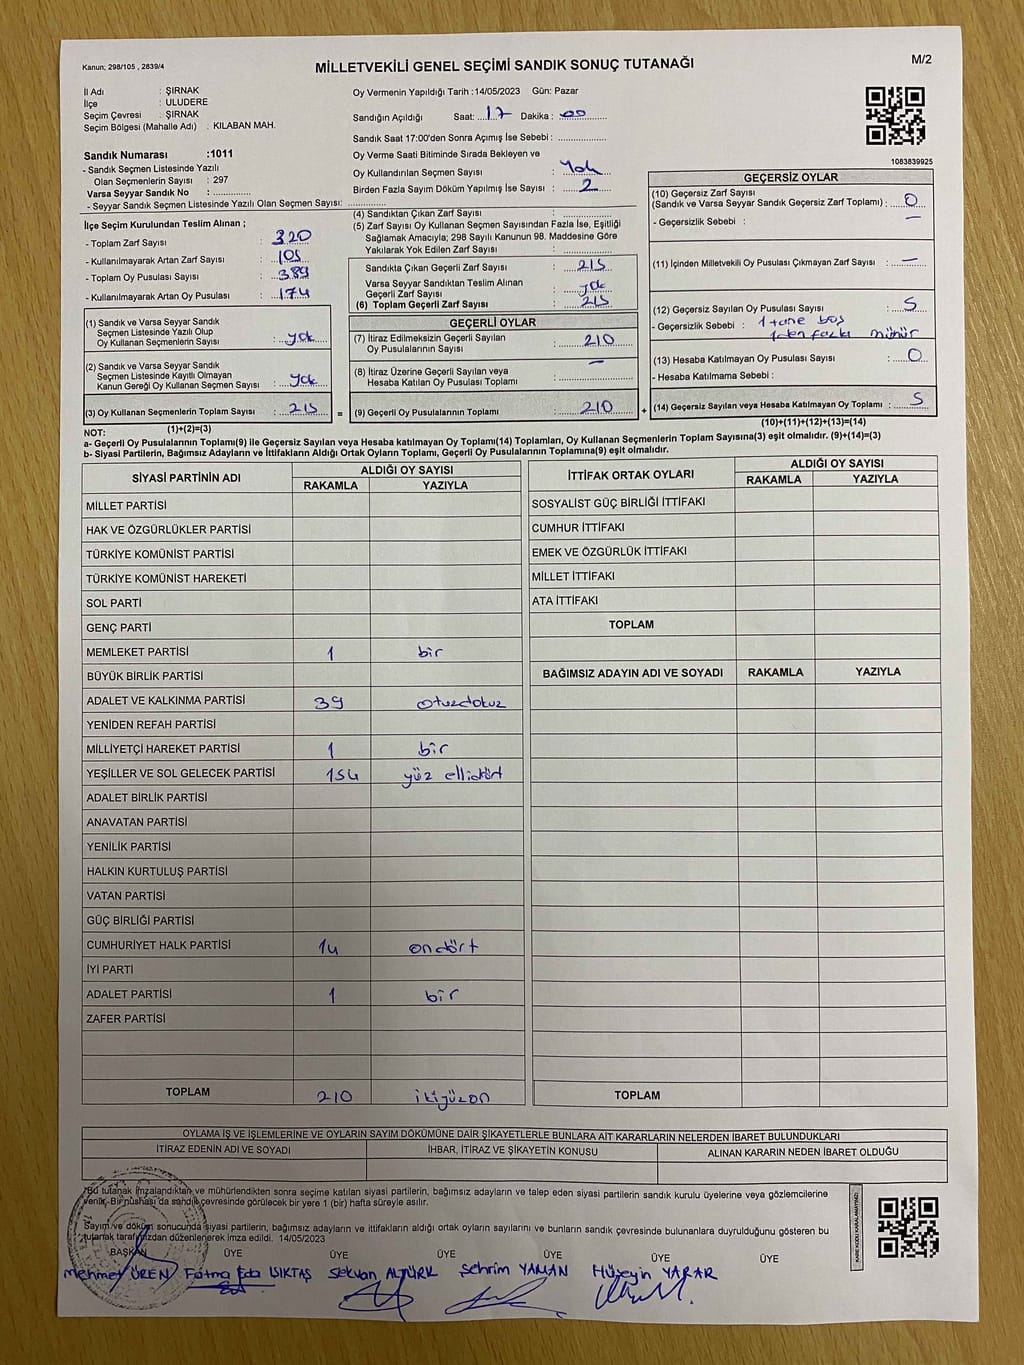 Kanun; 298/105 , 2839/4
MİLLETVEKİLİ GENEL SEÇİMİ SANDIK SONUÇ TUTANAĞI
M/2
İl Adı : ŞIRNAK
İlçe : ULUDERE
Seçim Çevresi : ŞIRNAK
Seçim Bölgesi (Mahalle Adı) : KILABAN MAH.
Oy Vermenin Yapıldığı Tarih :14/05/2023 Gün: Pazar
Sandığın Açıldığı Saat: 17 Dakika : 00
Sandık Saat 17:00'den Sonra Açımış İse Sebebi :
Oy Verme Saati Bitiminde Sırada Bekleyen ve
Oy Kullandırılan Seçmen Sayısı : Yok
Birden Fazla Sayım Döküm Yapılmış İse Sayısı : 2
1083839925
Sandık Numarası :1011
- Sandık Seçmen Listesinde Yazılı
Olan Seçmenlerin Sayısı : 297
Varsa Seyyar Sandık No :
- Seyyar Sandık Seçmen Listesinde Yazılı Olan Seçmen Sayısı:
İlçe Seçim Kurulundan Teslim Alınan ;
- Toplam Zarf Sayısı : 320
- Kullanılmayarak Artan Zarf Sayısı : 105
- Toplam Oy Pusulası Sayısı : 389
- Kullanılmayarak Artan Oy Pusulası : 174
(1) Sandık ve Varsa Seyyar Sandık
Seçmen Listesinde Yazılı Olup
Oy Kullanan Seçmenlerin Sayısı : yok
(2) Sandık ve Varsa Seyyar Sandık
Seçmen Listesinde Kayıtlı Olmayan
Kanun Gereği Oy Kullanan Seçmen Sayısı : yok
(3) Oy Kullanan Seçmenlerin Toplam Sayısı : 215 =
(1)+(2)=(3)
(4) Sandıktan Çıkan Zarf Sayısı :
(5) Zarf Sayısı Oy Kullanan Seçmen Sayısından Fazla İse, Eşitliği
Sağlamak Amacıyla; 298 Sayılı Kanunun 98. Maddesine Göre
Yakılarak Yok Edilen Zarf Sayısı :
Sandıkta Çıkan Geçerli Zarf Sayısı : 215
Varsa Seyyar Sandıktan Teslim Alınan
Geçerli Zarf Sayısı : yok
(6) Toplam Geçerli Zarf Sayısı : 215
GEÇERLİ OYLAR
(7) İtiraz Edilmeksizin Geçerli Sayılan
Oy Pusulalarının Sayısı : 210
(8) İtiraz Üzerine Geçerli Sayılan veya
Hesaba Katılan Oy Pusulası Toplamı : —
(9) Geçerli Oy Pusulalarının Toplamı : 210 +
GEÇERSİZ OYLAR
(10) Geçersiz Zarf Sayısı
(Sandık ve Varsa Seyyar Sandık Geçersiz Zarf Toplamı) : 0
- Geçersizlik Sebebi : —
(11) İçinden Milletvekili Oy Pusulası Çıkmayan Zarf Sayısı : —
(12) Geçersiz Sayılan Oy Pusulası Sayısı : 5
- Geçersizlik Sebebi : 1 tane boş
1den fazla mühür
(13) Hesaba Katılmayan Oy Pusulası Sayısı : 0
- Hesaba Katılmama Sebebi :
(14) Geçersiz Sayılan veya Hesaba Katılmayan Oy Toplamı : 5
(10)+(11)+(12)+(13)=(14)
NOT:
a- Geçerli Oy Pusulalarının Toplamı(9) ile Geçersiz Sayılan veya Hesaba katılmayan Oy Toplamı(14) Toplamları, Oy Kullanan Seçmenlerin Toplam Sayısına(3) eşit olmalıdır. (9)+(14)=(3)
b- Siyasi Partilerin, Bağımsız Adayların ve İttifakların Aldığı Ortak Oyların Toplamı, Geçerli Oy Pusulalarının Toplamına(9) eşit olmalıdır.
SİYASİ PARTİNİN ADI
ALDIĞI OY SAYISI
RAKAMLA YAZIYLA
MİLLET PARTİSİ
HAK VE ÖZGÜRLÜKLER PARTİSİ
TÜRKİYE KOMÜNİST PARTİSİ
TÜRKİYE KOMÜNİST HAREKETİ
SOL PARTİ
GENÇ PARTİ
MEMLEKET PARTİSİ 1 bir
BÜYÜK BİRLİK PARTİSİ
ADALET VE KALKINMA PARTİSİ 39 otuzdokuz
YENİDEN REFAH PARTİSİ
MİLLİYETÇİ HAREKET PARTİSİ 1 bir
YEŞİLLER VE SOL GELECEK PARTİSİ 154 yüz ellidört
ADALET BİRLİK PARTİSİ
ANAVATAN PARTİSİ
YENİLİK PARTİSİ
HALKIN KURTULUŞ PARTİSİ
VATAN PARTİSİ
GÜÇ BİRLİĞİ PARTİSİ
CUMHURİYET HALK PARTİSİ 14 ondört
İYİ PARTİ
ADALET PARTİSİ 1 bir
ZAFER PARTİSİ
TOPLAM 210 ikiyüzon
İTTİFAK ORTAK OYLARI
ALDIĞI OY SAYISI
RAKAMLA YAZIYLA
SOSYALİST GÜÇ BİRLİĞİ İTTİFAKI
CUMHUR İTTİFAKI
EMEK VE ÖZGÜRLÜK İTTİFAKI
MİLLET İTTİFAKI
ATA İTTİFAKI
TOPLAM
BAĞIMSIZ ADAYIN ADI VE SOYADI RAKAMLA YAZIYLA
TOPLAM
OYLAMA İŞ VE İŞLEMLERİNE VE OYLARIN SAYIM DÖKÜMÜNE DAİR ŞİKAYETLERLE BUNLARA AİT KARARLARIN NELERDEN İBARET BULUNDUKLARI
İTİRAZ EDENİN ADI VE SOYADI İHBAR, İTİRAZ VE ŞİKAYETİN KONUSU ALINAN KARARIN NEDEN İBARET OLDUĞU
Bu tutanak imzalandıktan ve mühürlendikten sonra seçime katılan siyasi partilerin, bağımsız adayların ve talep eden siyasi partilerin sandık kurulu üyelerine veya gözlemcilerine
verilir. Bir nüshası da sandık çevresinde görülecek bir yere 1 (bir) hafta süreyle asılır.
Sayım ve döküm sonucunda siyasi partilerin, bağımsız adayların ve ittifakların aldığı ortak oyların sayılarını ve bunların sandık çevresinde bulunanlara duyrulduğunu gösteren bu
tutanak tarafımızdan düzenlenerek imza edildi. 14/05/2023
BAŞKAN ÜYE ÜYE ÜYE ÜYE ÜYE ÜYE
Mehmet ÜREN Fatma Eda IŞIKTAŞ Serkan ALTÜRK Şehrim YAMAN Hüseyin YARAR